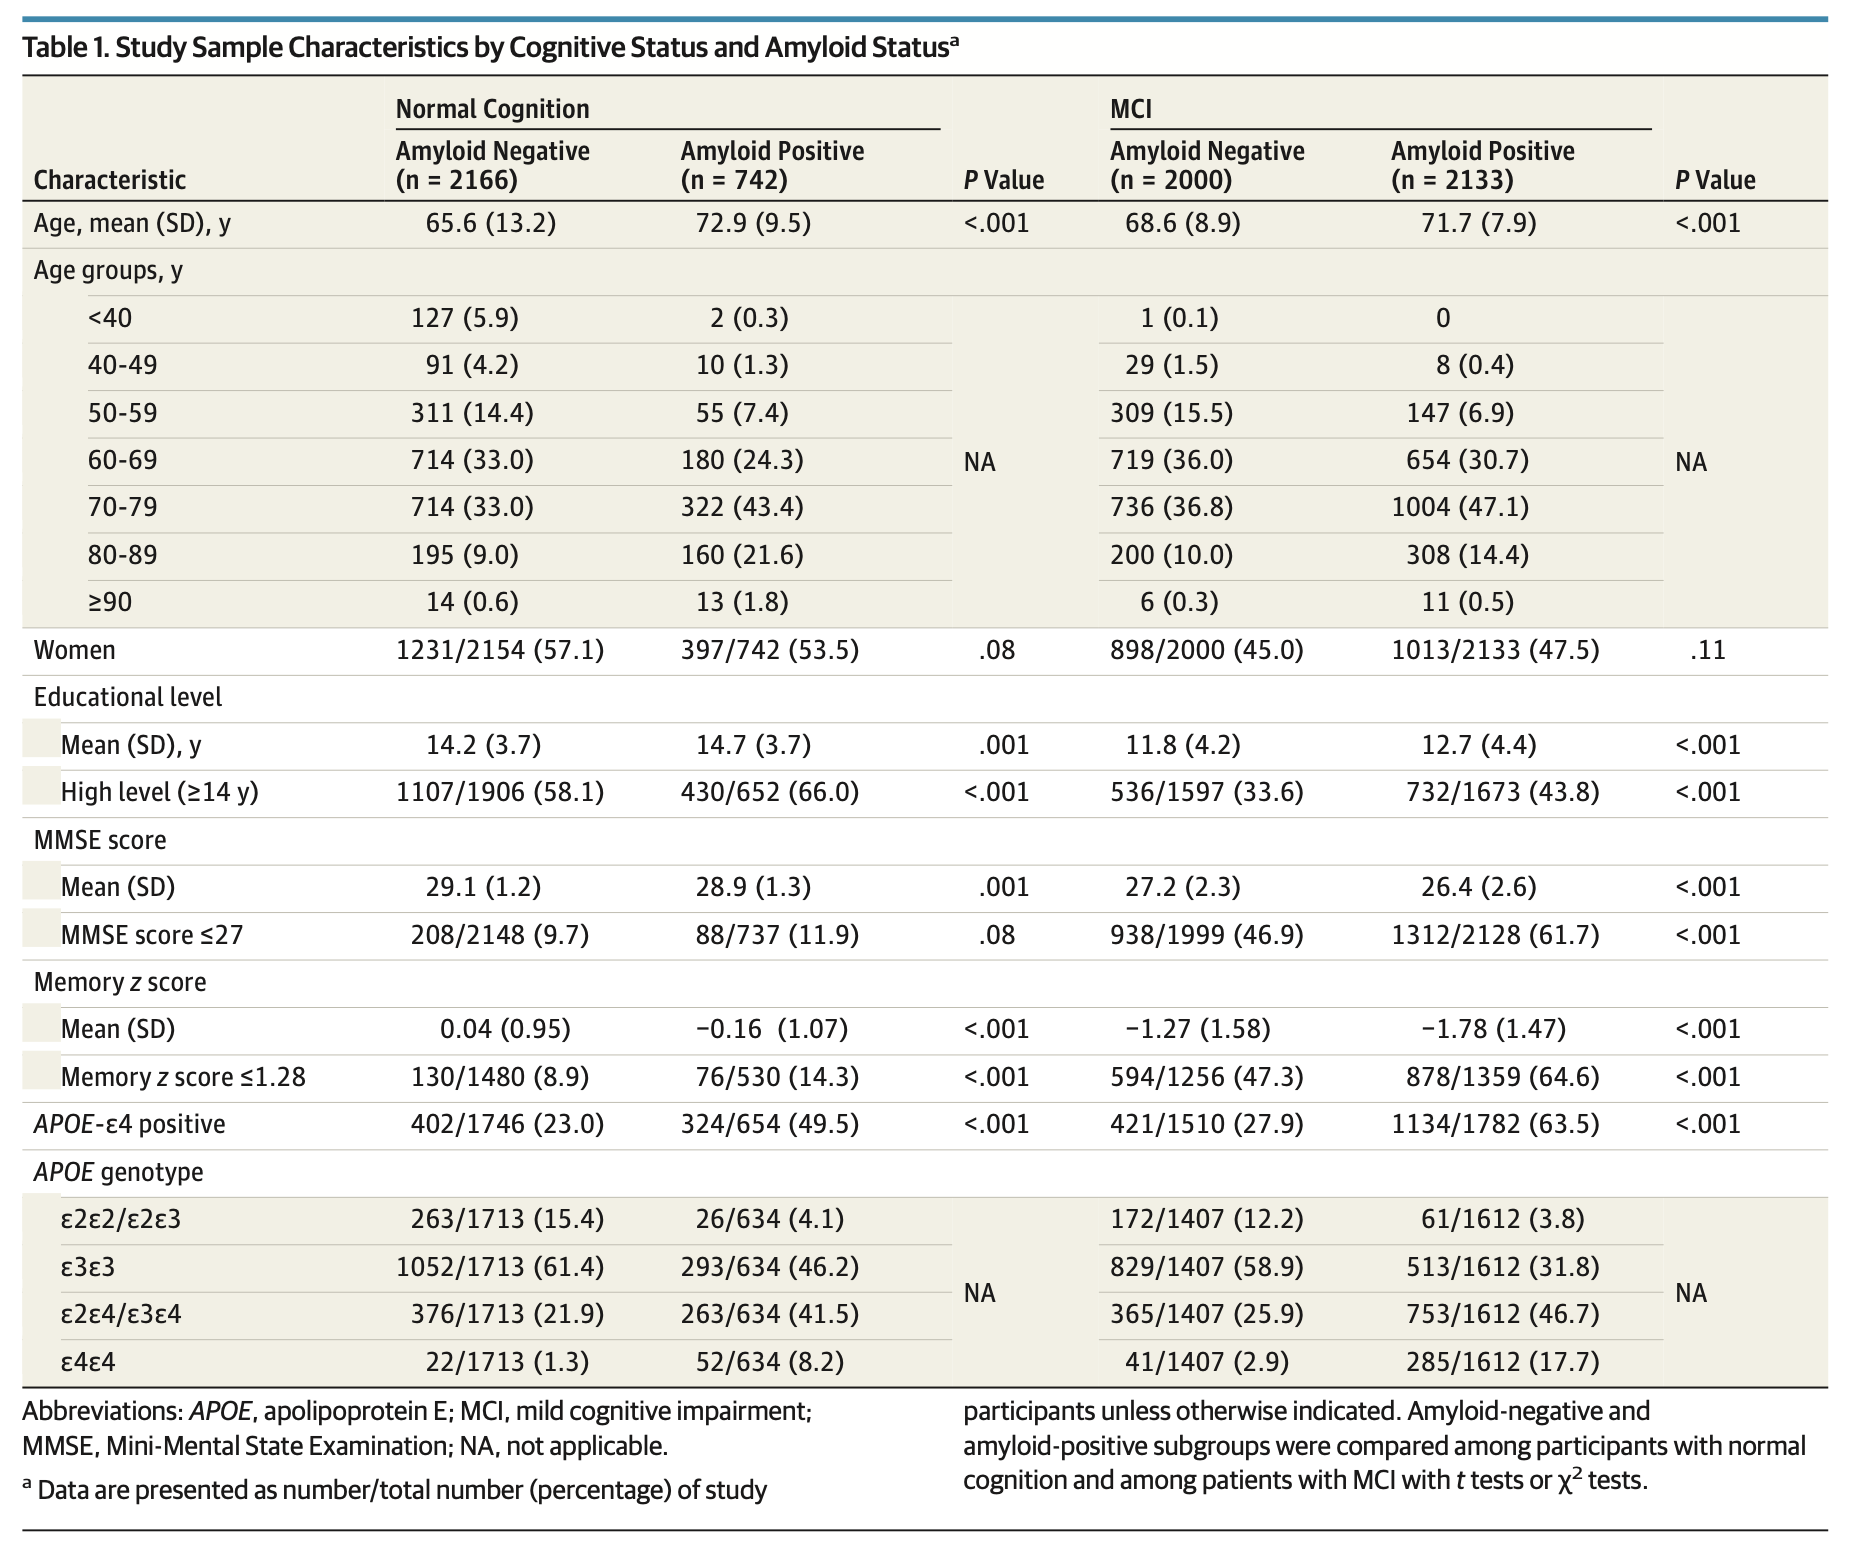 Table 1. Study Sample Characteristics by Cognitive Status and Amyloid Statusᵃ
Normal Cognition MCI
Characteristic Amyloid Negative (n = 2166) Amyloid Positive (n = 742) P Value Amyloid Negative (n = 2000) Amyloid Positive (n = 2133) P Value
Age, mean (SD), y 65.6 (13.2) 72.9 (9.5) <.001 68.6 (8.9) 71.7 (7.9) <.001
Age groups, y
<40 127 (5.9) 2 (0.3) 1 (0.1) 0
40-49 91 (4.2) 10 (1.3) 29 (1.5) 8 (0.4)
50-59 311 (14.4) 55 (7.4) 309 (15.5) 147 (6.9)
60-69 714 (33.0) 180 (24.3) NA 719 (36.0) 654 (30.7) NA
70-79 714 (33.0) 322 (43.4) 736 (36.8) 1004 (47.1)
80-89 195 (9.0) 160 (21.6) 200 (10.0) 308 (14.4)
≥90 14 (0.6) 13 (1.8) 6 (0.3) 11 (0.5)
Women 1231/2154 (57.1) 397/742 (53.5) .08 898/2000 (45.0) 1013/2133 (47.5) .11
Educational level
Mean (SD), y 14.2 (3.7) 14.7 (3.7) .001 11.8 (4.2) 12.7 (4.4) <.001
High level (≥14 y) 1107/1906 (58.1) 430/652 (66.0) <.001 536/1597 (33.6) 732/1673 (43.8) <.001
MMSE score
Mean (SD) 29.1 (1.2) 28.9 (1.3) .001 27.2 (2.3) 26.4 (2.6) <.001
MMSE score ≤27 208/2148 (9.7) 88/737 (11.9) .08 938/1999 (46.9) 1312/2128 (61.7) <.001
Memory z score
Mean (SD) 0.04 (0.95) −0.16 (1.07) <.001 −1.27 (1.58) −1.78 (1.47) <.001
Memory z score ≤1.28 130/1480 (8.9) 76/530 (14.3) <.001 594/1256 (47.3) 878/1359 (64.6) <.001
APOE-ε4 positive 402/1746 (23.0) 324/654 (49.5) <.001 421/1510 (27.9) 1134/1782 (63.5) <.001
APOE genotype
ε2ε2/ε2ε3 263/1713 (15.4) 26/634 (4.1) 172/1407 (12.2) 61/1612 (3.8)
ε3ε3 1052/1713 (61.4) 293/634 (46.2) NA 829/1407 (58.9) 513/1612 (31.8) NA
ε2ε4/ε3ε4 376/1713 (21.9) 263/634 (41.5) 365/1407 (25.9) 753/1612 (46.7)
ε4ε4 22/1713 (1.3) 52/634 (8.2) 41/1407 (2.9) 285/1612 (17.7)
Abbreviations: APOE, apolipoprotein E; MCI, mild cognitive impairment;
MMSE, Mini-Mental State Examination; NA, not applicable.
ᵃ Data are presented as number/total number (percentage) of study
participants unless otherwise indicated. Amyloid-negative and
amyloid-positive subgroups were compared among participants with normal
cognition and among patients with MCI with t tests or χ² tests.